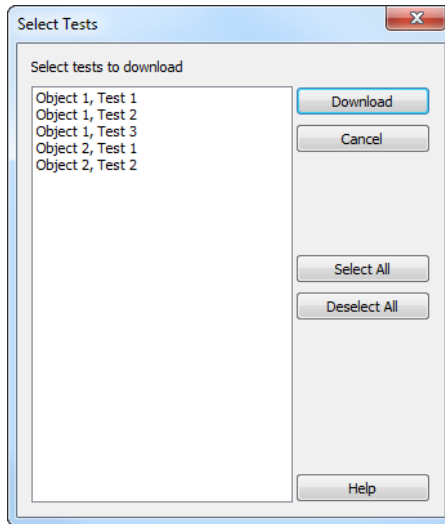 Select Tests
Select tests to download
Object 1, Test 1
Object 1, Test 2
Object 1, Test 3
Object 2, Test 1
Object 2, Test 2
Download
Cancel
Select All
Deselect All
Help